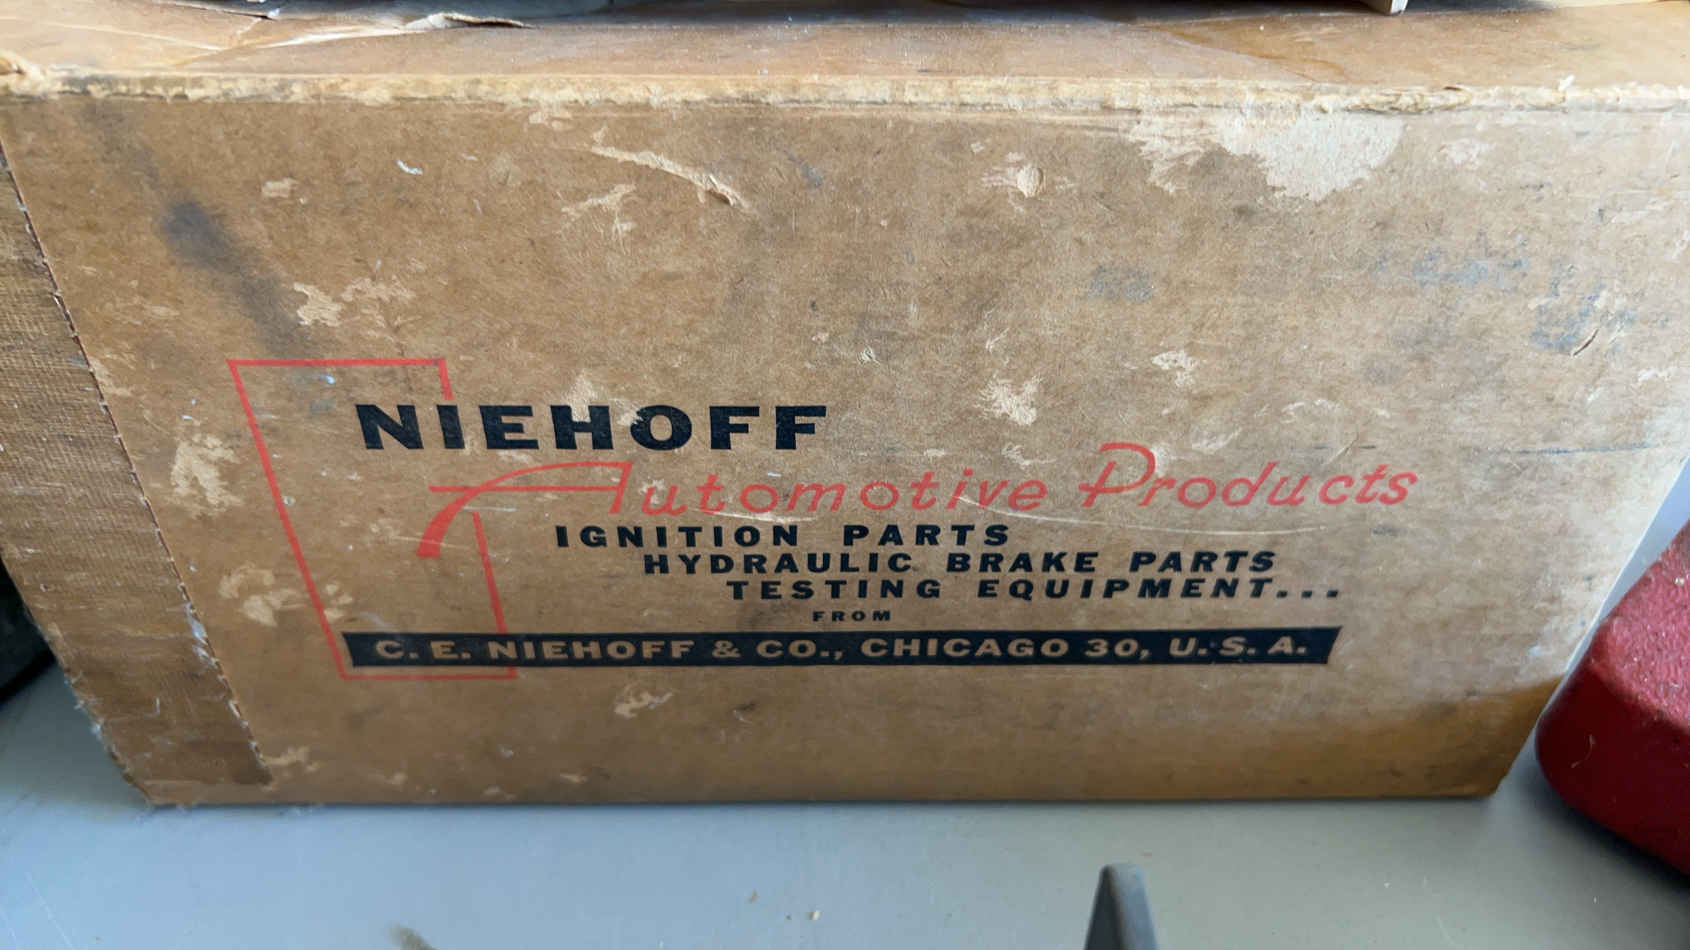 NIEHOFF
Automotive Products
IGNITION PARTS
HYDRAULIC BRAKE PARTS
TESTING EQUIPMENT...
FROM
C. E. NIEHOFF & CO., CHICAGO 30, U. S. A.